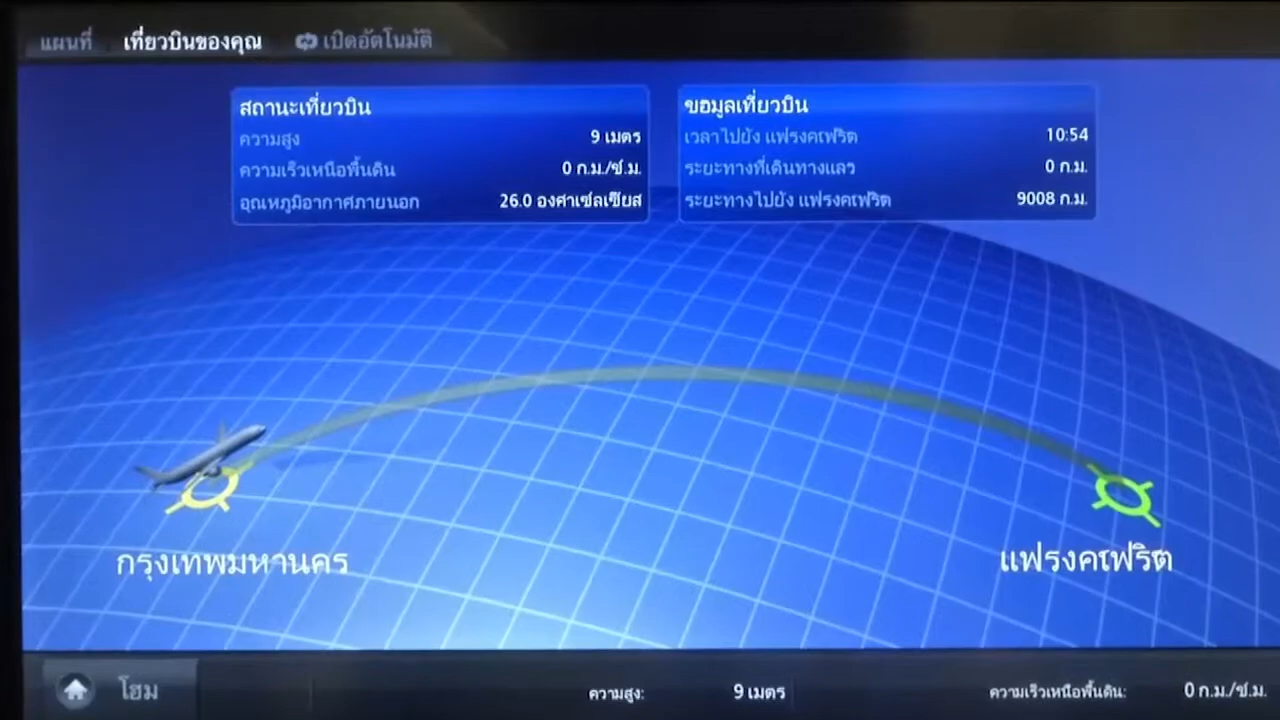 แผนที่ เที่ยวบินของคุณ เปิดอัตโนมัติ
สถานะเที่ยวบิน
ความสูง 9 เมตร
ความเร็วเหนือพื้นดิน 0 ก.ม./ช.ม.
อุณหภูมิอากาศภายนอก 26.0 องศาเซลเซียส
ขอมูลเที่ยวบิน
เวลาไปยัง แฟรงคเฟริต 10:54
ระยะทางที่เดินทางแลว 0 ก.ม.
ระยะทางไปยัง แฟรงคเฟริต 9008 ก.ม.
กรุงเทพมหานคร
แฟรงคเฟริต
โฮม ความสูง: 9 เมตร ความเร็วเหนือพื้นดิน: 0 ก.ม./ช.ม.